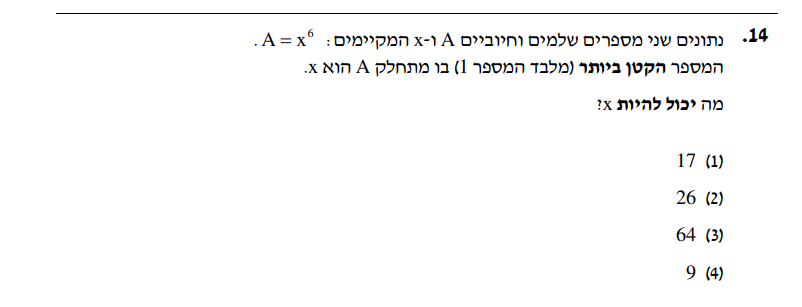 14. נתונים שני מספרים שלמים וחיוביים A ו-x המקיימים: A = x⁶ .
המספר הקטן ביותר (מלבד המספר 1) בו מתחלק A הוא x.
מה יכול להיות x?
(1) 17
(2) 26
(3) 64
(4) 9